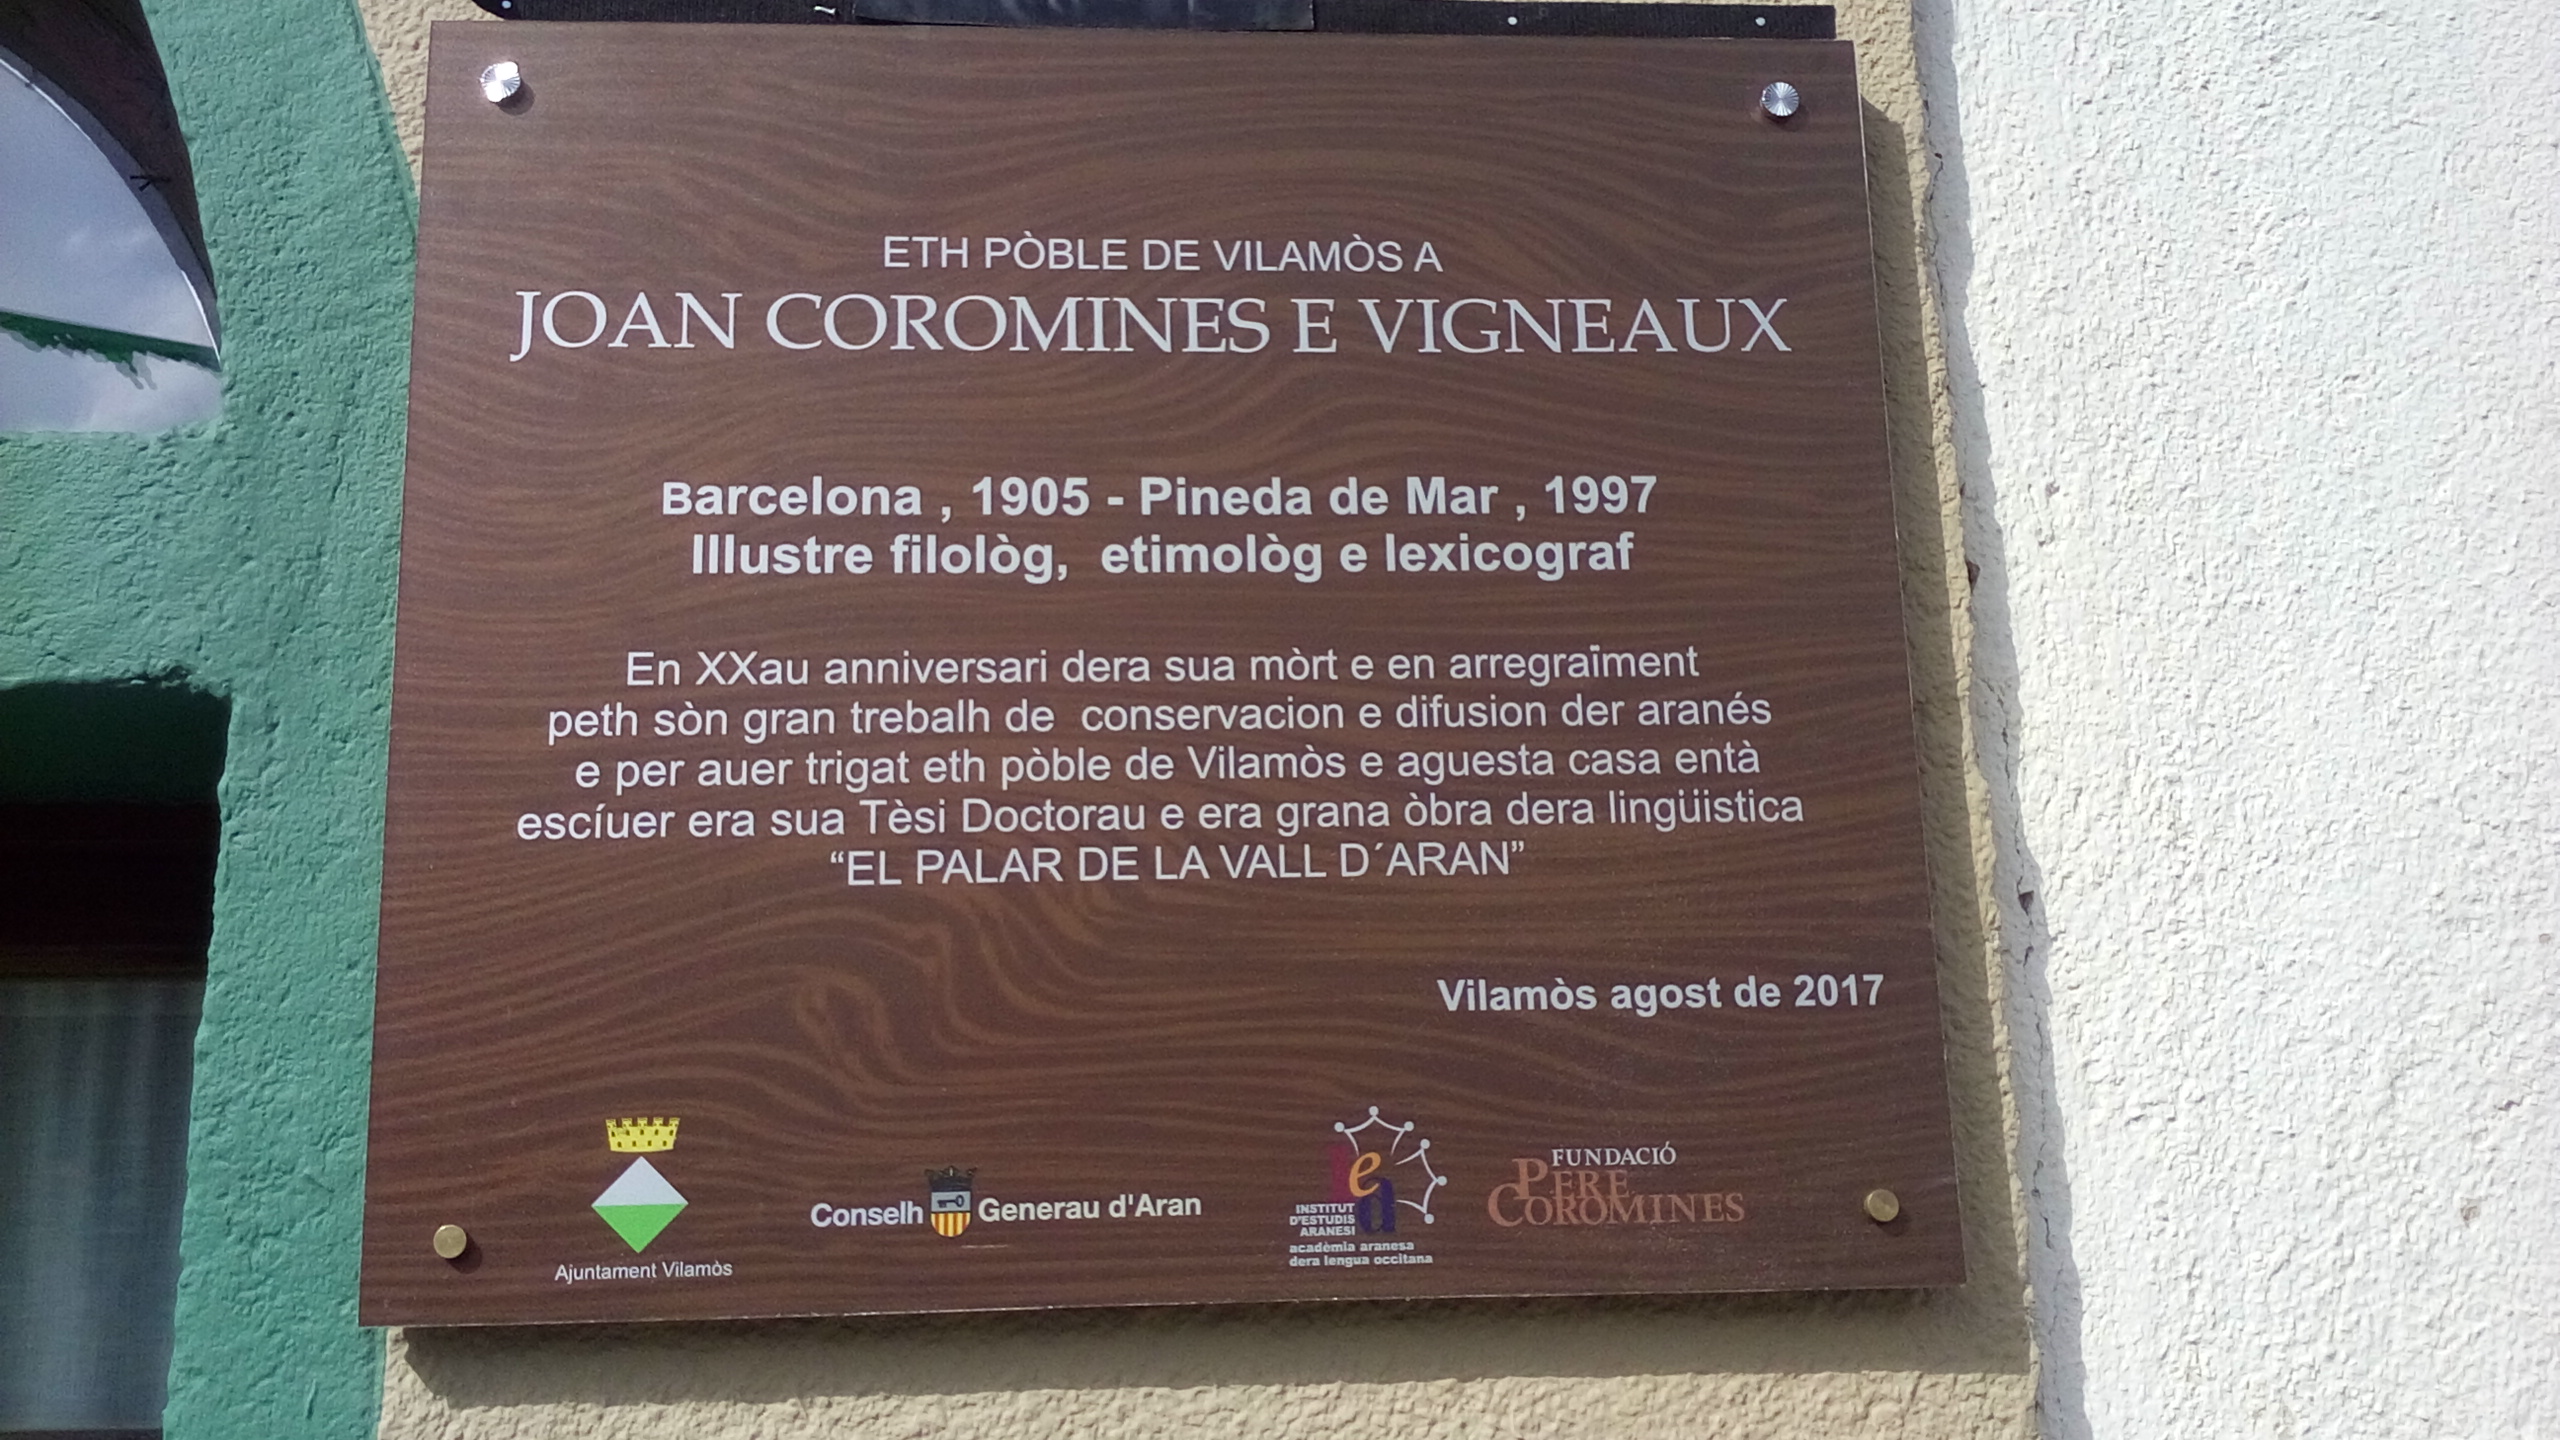 ETH PÒBLE DE VILAMÒS A
JOAN COROMINES E VIGNEAUX
Barcelona , 1905 - Pineda de Mar , 1997
Illustre filològ, etimològ e lexicograf
En XXau anniversari dera sua mòrt e en arregraïment
peth sòn gran trebalh de conservacion e difusion der aranés
e per auer trigat eth pòble de Vilamòs e aguesta casa entà
escíuer era sua Tèsi Doctorau e era grana òbra dera lingüistica
“EL PALAR DE LA VALL D´ARAN”
Vilamòs agost de 2017
Ajuntament Vilamòs
Conselh Generau d'Aran
iea
INSTITUT
D'ESTUDIS
ARANESI
acadèmia aranesa
dera lengua occitana
FUNDACIÓ
PERE
COROMINES